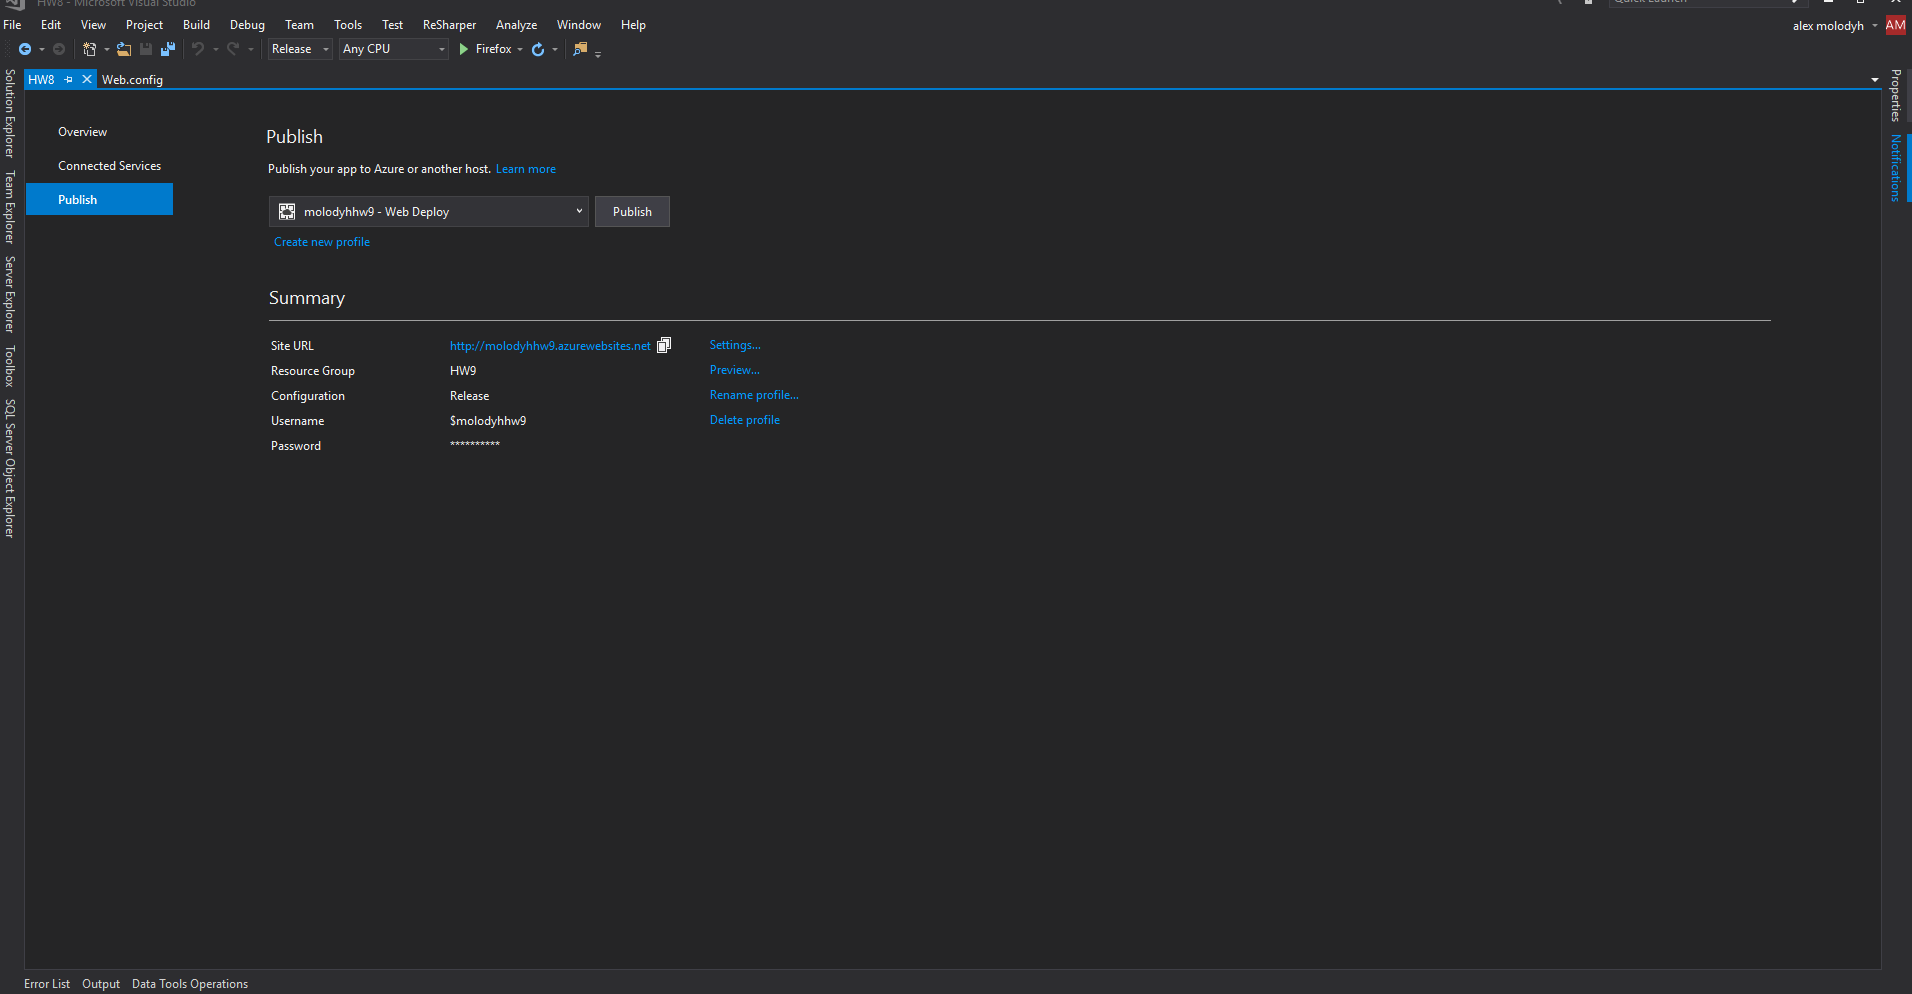 HW8 - Microsoft Visual Studio
Quick Launch
File Edit View Project Build Debug Team Tools Test ReSharper Analyze Window Help
alex molodyh AM
Release Any CPU Firefox
HW8 Web.config
Solution Explorer
Team Explorer
Server Explorer
Toolbox
SQL Server Object Explorer
Overview
Connected Services
Publish
Publish
Publish your app to Azure or another host. Learn more
molodyhhw9 - Web Deploy Publish
Create new profile
Summary
Site URL http://molodyhhw9.azurewebsites.net Settings...
Resource Group HW9 Preview...
Configuration Release Rename profile...
Username $molodyhhw9 Delete profile
Password **********
Properties
Notifications
Error List Output Data Tools Operations